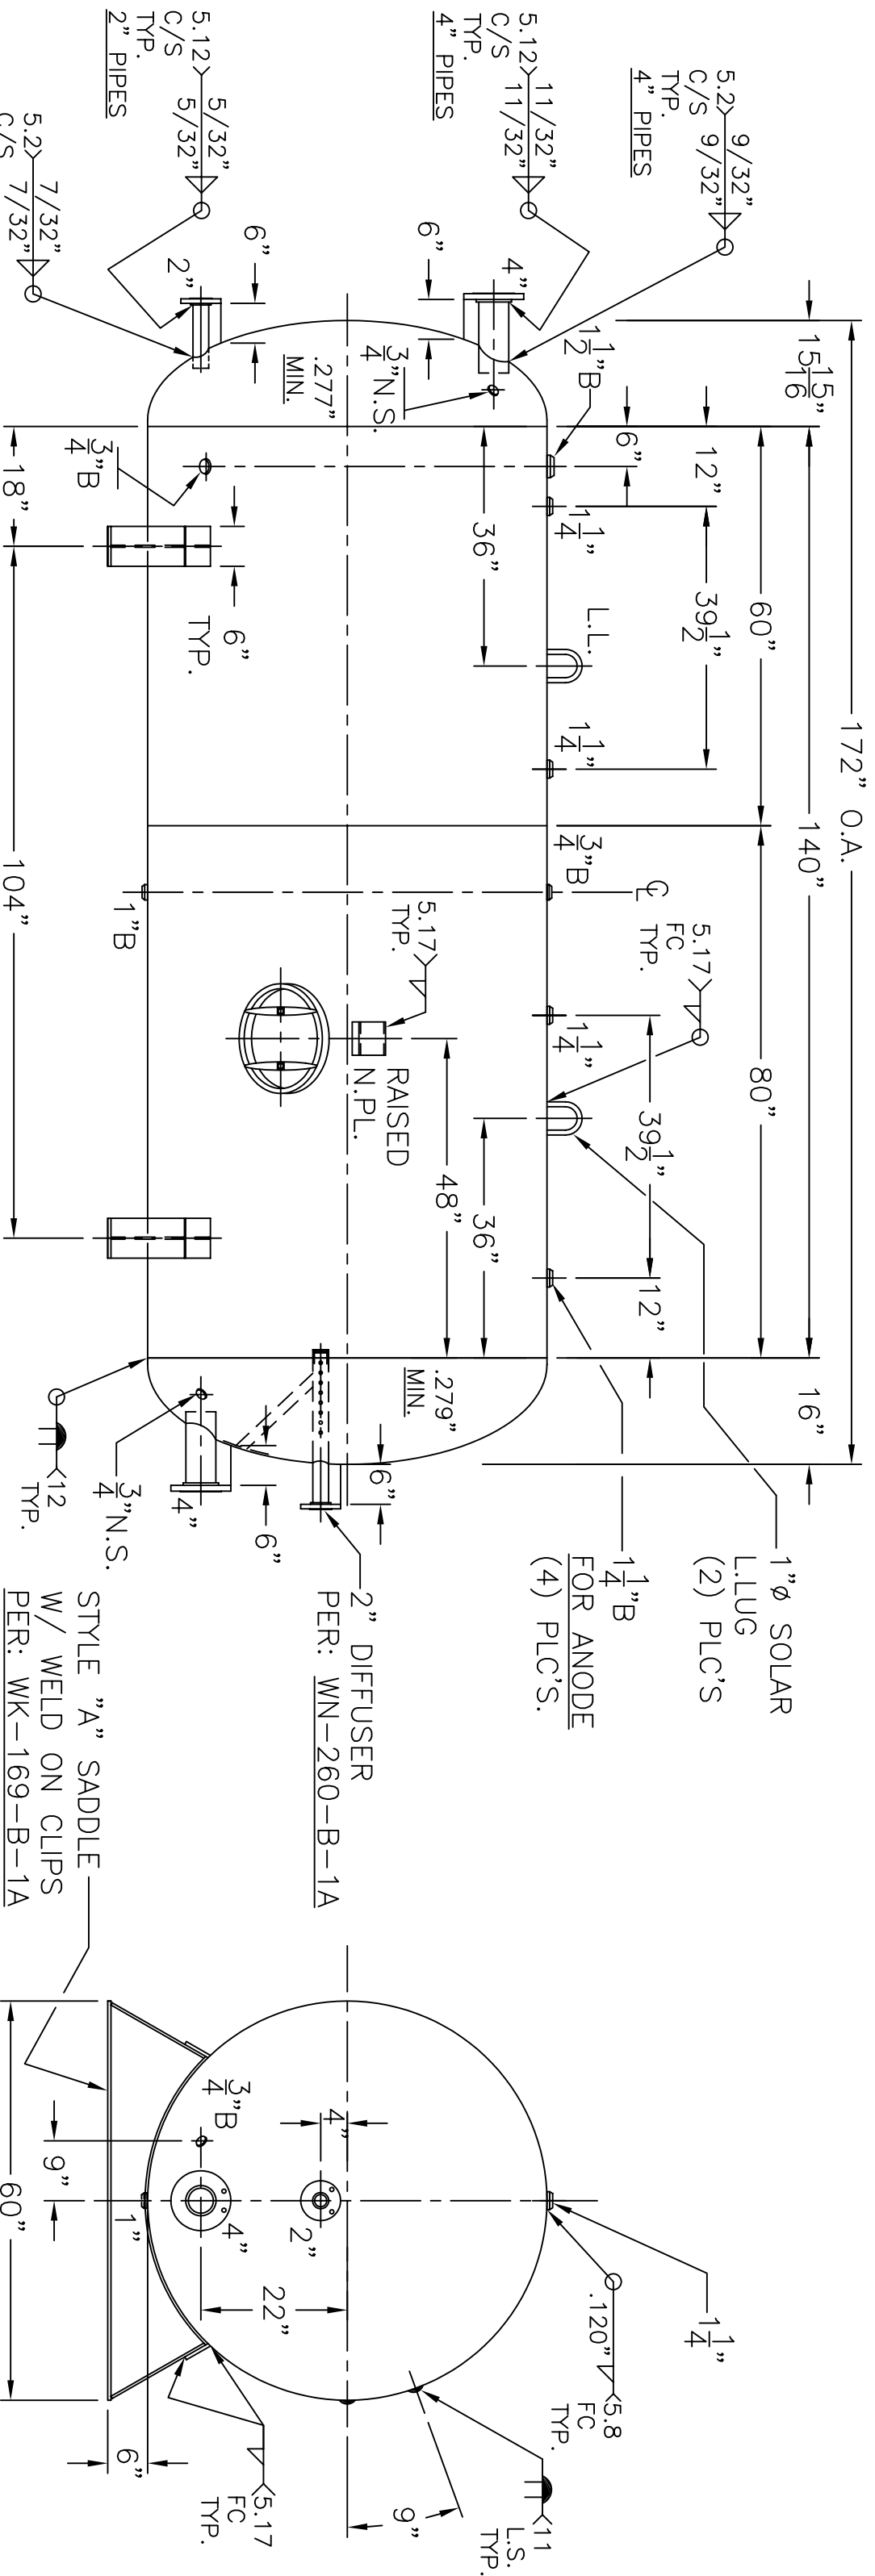 172" O.A.
15 15/16"
140"
16"
12"
60"
80"
6"
39 1/2"
39 1/2"
12"
1 1/2"B
1 1/4"
L.L.
1 1/4"
3/4"B
C L
1 1/4"
36"
36"
48"
5.17
FC
TYP.
5.17
TYP.
RAISED
N.PL.
1"ø SOLAR
L.LUG
(2) PLC'S
1 1/4"B
FOR ANODE
(4) PLC'S.
5.2
C/S
TYP.
4" PIPES
9/32"
9/32"
5.12
C/S
TYP.
4" PIPES
11/32"
11/32"
5.12
C/S
TYP.
2" PIPES
5/32"
5/32"
5.2
C/S
7/32"
7/32"
6"
4"
6"
2"
3/4"N.S.
.277"
MIN.
3/4"B
18"
6"
TYP.
104"
1"B
.279"
MIN.
6"
6"
4"
3/4"N.S.
12
TYP.
2" DIFFUSER
PER: WN-260-B-1A
STYLE "A" SADDLE
W/ WELD ON CLIPS
PER: WK-169-B-1A
1 1/4"
.120"
5.8
FC
TYP.
11
L.S.
TYP.
9"
4"
2"
22"
3/4"B
4"
9"
1"
5.17
FC
TYP.
6"
60"